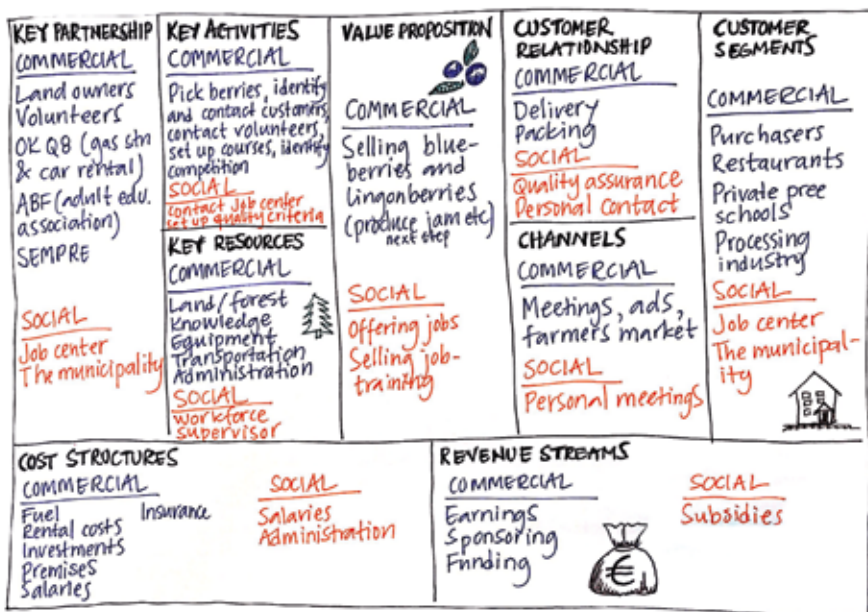 KEY PARTNERSHIP
COMMERCIAL
Land owners
Volunteers
OK Q8 (gas stn
& car rental)
ABF (adult edu.
association)
SEMPRE
SOCIAL
Job center
The municipality
KEY ACTIVITIES
COMMERCIAL
Pick berries, identify
and contact customers,
contact volunteers,
set up courses, identify
competition
SOCIAL
contact Job center
set up quality criteria
KEY RESOURCES
COMMERCIAL
Land/forest
Knowledge
Equipment
Transportation
Administration
SOCIAL
Workforce
Supervisor
VALUE PROPOSITION
COMMERCIAL
Selling blue-
berries and
lingonberries
(produce jam etc)
next step
SOCIAL
Offering jobs
Selling job-
training
CUSTOMER
RELATIONSHIP
COMMERCIAL
Delivery
Packing
SOCIAL
Quality assurance
Personal Contact
CHANNELS
COMMERCIAL
Meetings, ads,
farmers market
SOCIAL
Personal meetings
CUSTOMER
SEGMENTS
COMMERCIAL
Purchasers
Restaurants
Private pree
schools
Processing
industry
SOCIAL
Job center
The municipal-
ity
COST STRUCTURES
COMMERCIAL
Fuel Insurance
Rental costs
Investments
Premises
Salaries
SOCIAL
Salaries
Administration
REVENUE STREAMS
COMMERCIAL
Earnings
Sponsoring
Funding
€
SOCIAL
Subsidies